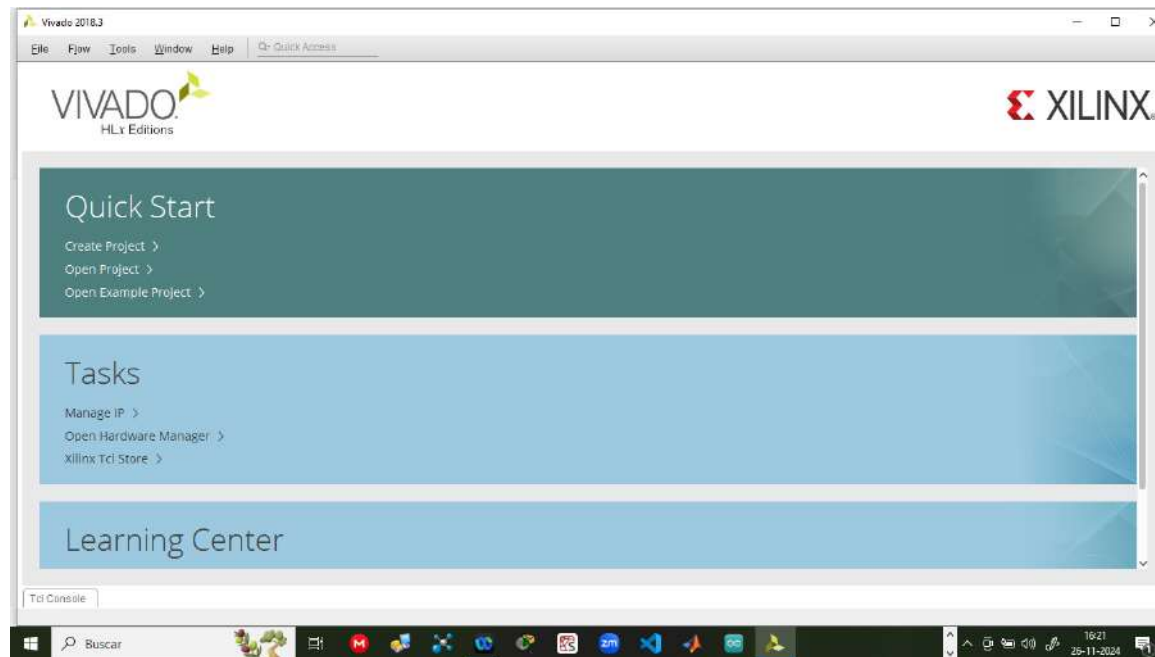 Vivado 2018.3
File Flow Tools Window Help Quick Access
VIVADO.
HLx Editions
XILINX
Quick Start
Create Project >
Open Project >
Open Example Project >
Tasks
Manage IP >
Open Hardware Manager >
Xilinx Tcl Store >
Learning Center
Tcl Console
Buscar
zm
16:21
26-11-2024